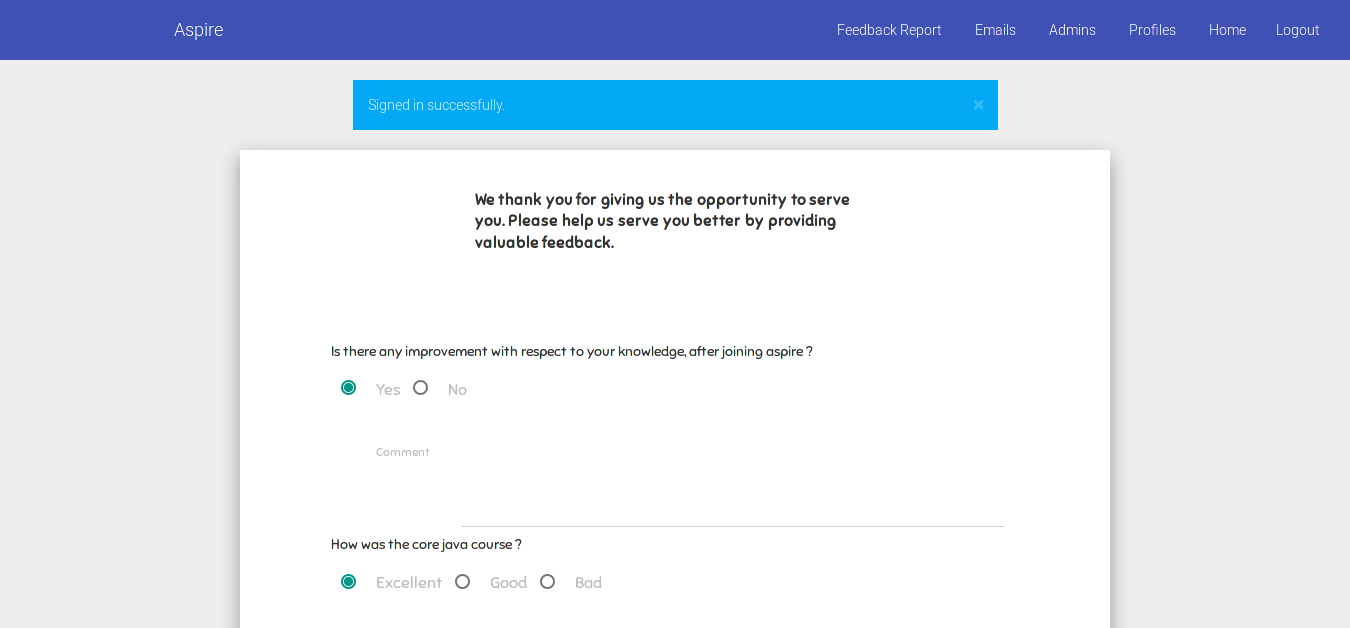 Aspire Feedback Report Emails Admins Profiles Home Logout
Signed in successfully. ×
We thank you for giving us the opportunity to serve
you. Please help us serve you better by providing
valuable feedback.
Is there any improvement with respect to your knowledge, after joining aspire ?
Yes No
Comment
How was the core java course ?
Excellent Good Bad